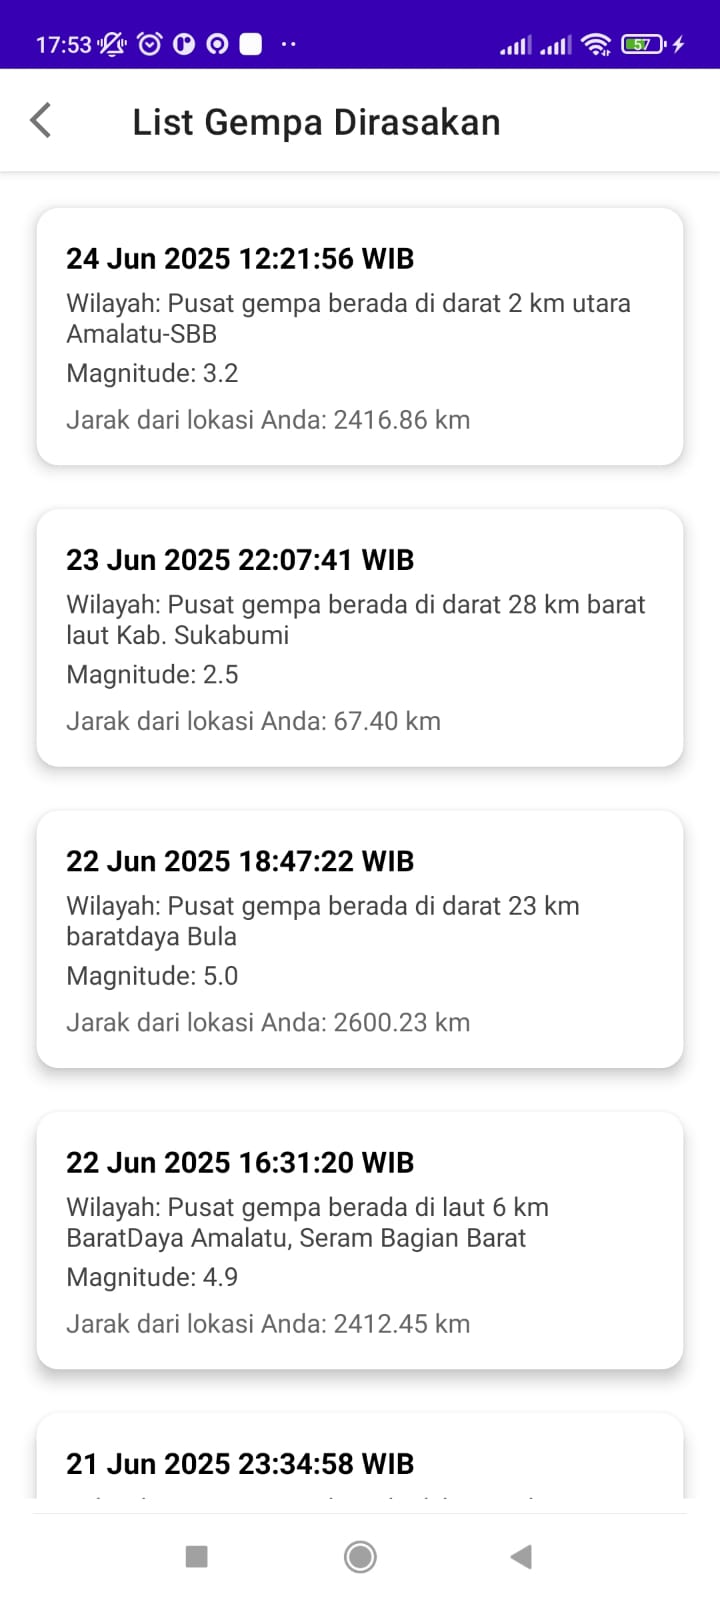 17:53
57
List Gempa Dirasakan
24 Jun 2025 12:21:56 WIB
Wilayah: Pusat gempa berada di darat 2 km utara
Amalatu-SBB
Magnitude: 3.2
Jarak dari lokasi Anda: 2416.86 km
23 Jun 2025 22:07:41 WIB
Wilayah: Pusat gempa berada di darat 28 km barat
laut Kab. Sukabumi
Magnitude: 2.5
Jarak dari lokasi Anda: 67.40 km
22 Jun 2025 18:47:22 WIB
Wilayah: Pusat gempa berada di darat 23 km
baratdaya Bula
Magnitude: 5.0
Jarak dari lokasi Anda: 2600.23 km
22 Jun 2025 16:31:20 WIB
Wilayah: Pusat gempa berada di laut 6 km
BaratDaya Amalatu, Seram Bagian Barat
Magnitude: 4.9
Jarak dari lokasi Anda: 2412.45 km
21 Jun 2025 23:34:58 WIB